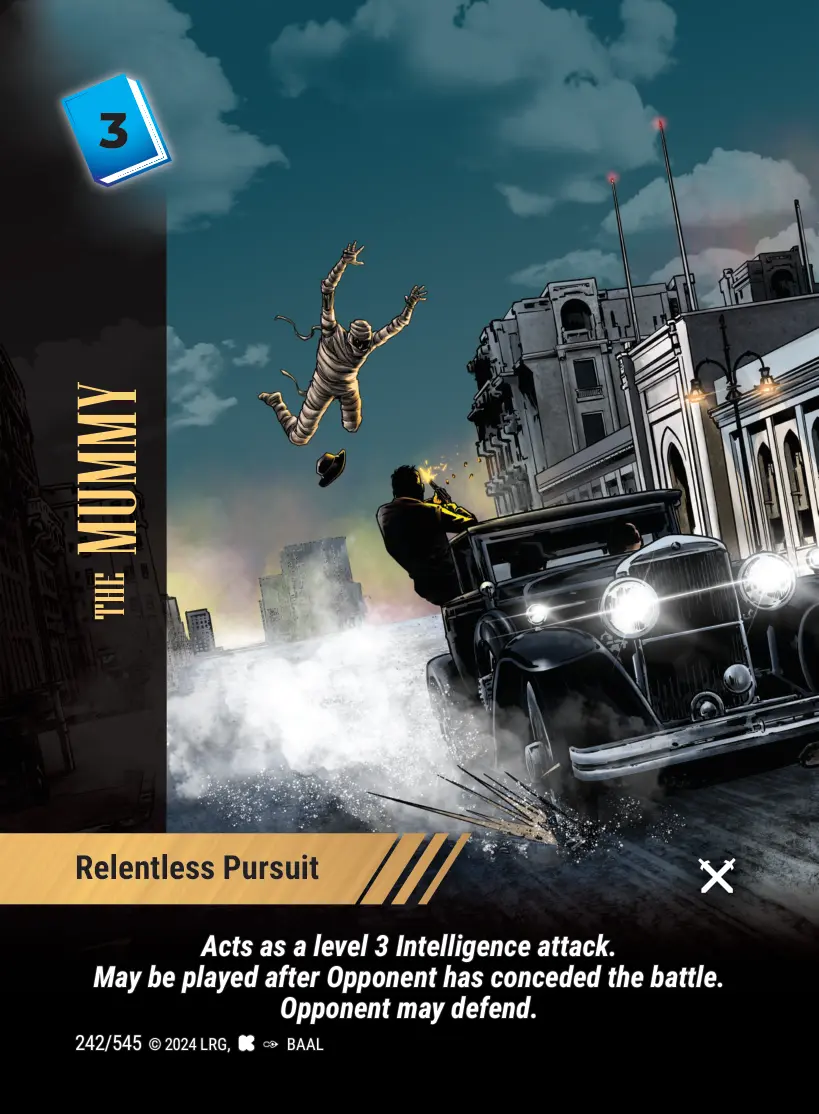 3
THE MUMMY
Relentless Pursuit
Acts as a level 3 Intelligence attack.
May be played after Opponent has conceded the battle.
Opponent may defend.
242/545 © 2024 LRG, BAAL